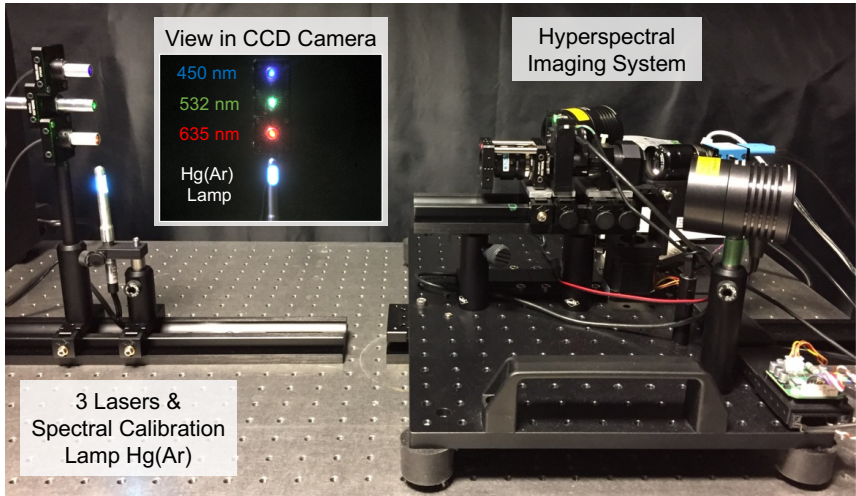 View in CCD Camera
450 nm
532 nm
635 nm
Hg(Ar)
Lamp
Hyperspectral
Imaging System
3 Lasers &
Spectral Calibration
Lamp Hg(Ar)